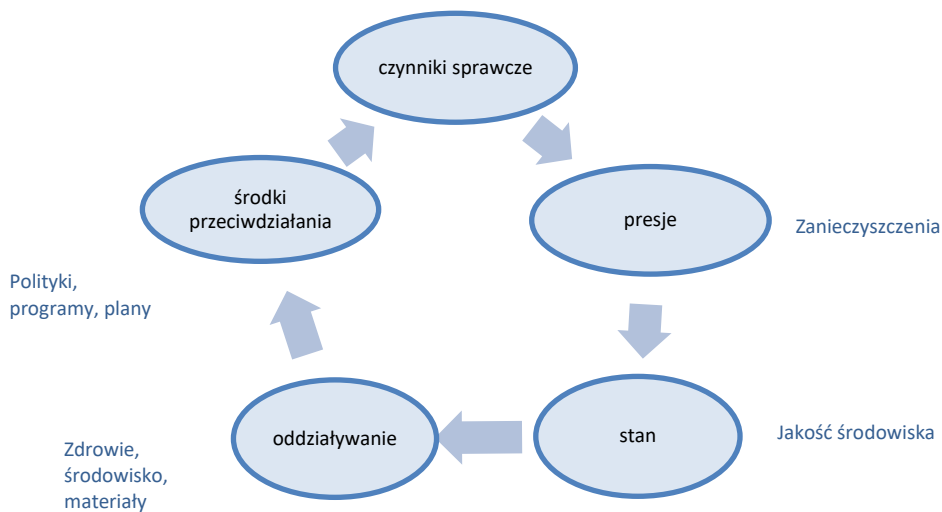 czynniki sprawcze
środki
przeciwdziałania
presje
Zanieczyszczenia
Polityki,
programy, plany
oddziaływanie
stan
Jakość środowiska
Zdrowie,
środowisko,
materiały